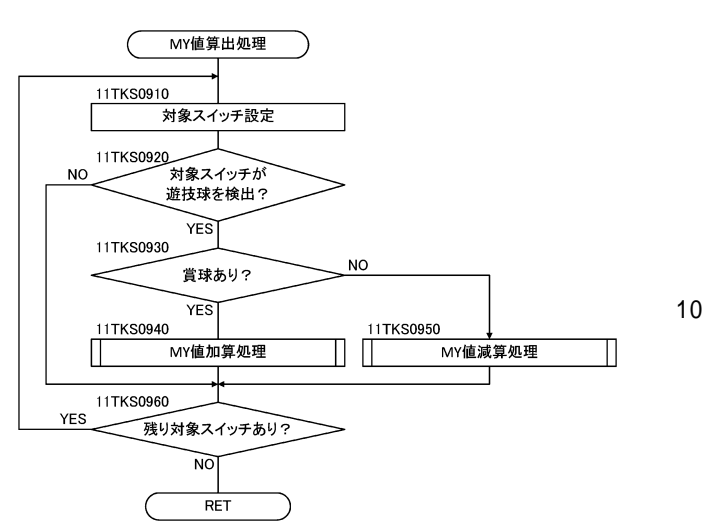 MY値算出処理
11TKS0910
対象スイッチ設定
11TKS0920
NO
対象スイッチが
遊技球を検出？
YES
11TKS0930
NO
賞球あり？
YES
11TKS0940
11TKS0950
MY値加算処理
MY値減算処理
11TKS0960
YES
残り対象スイッチあり？
NO
RET
10